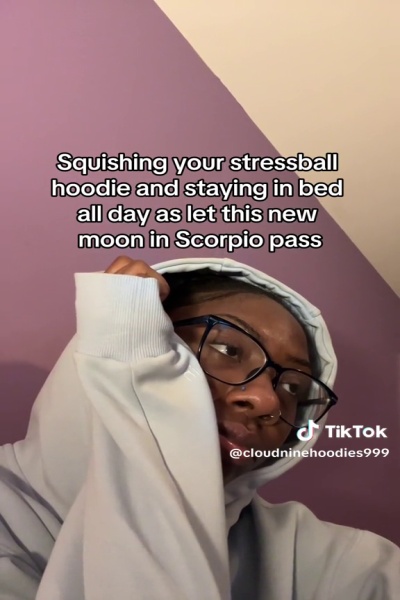 Squishing your stressball
hoodie and staying in bed
all day as let this new
moon in Scorpio pass
TikTok
@cloudninehoodies999